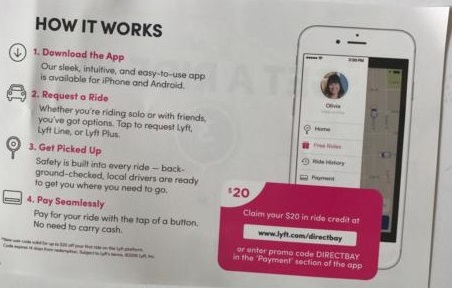 HOW IT WORKS
1. Download the App
Our sleek, intuitive, and easy-to-use app
is available for iPhone and Android.
2. Request a Ride
Whether you're riding solo or with friends,
you've got options. Tap to request Lyft,
Lyft Line, or Lyft Plus.
3. Get Picked Up
Safety is built into every ride — back-
ground-checked, local drivers are ready
to get you where you need to go.
4. Pay Seamlessly
Pay for your ride with the tap of a button.
No need to carry cash.
Olivia
Home
Free Rides
Ride History
Payment
$20
Claim your $20 in ride credit at
www.lyft.com/directbay
or enter promo code DIRECTBAY
in the 'Payment' section of the app